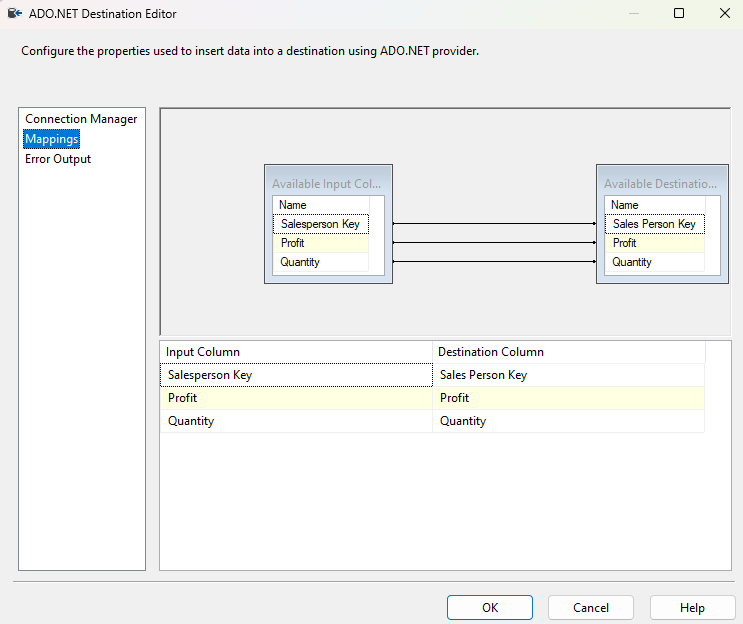 ADO.NET Destination Editor
Configure the properties used to insert data into a destination using ADO.NET provider.
Connection Manager
Mappings
Error Output
Available Input Col...
Name
Salesperson Key
Profit
Quantity
Available Destinatio...
Name
Sales Person Key
Profit
Quantity
Input Column Destination Column
Salesperson Key Sales Person Key
Profit Profit
Quantity Quantity
OK Cancel Help